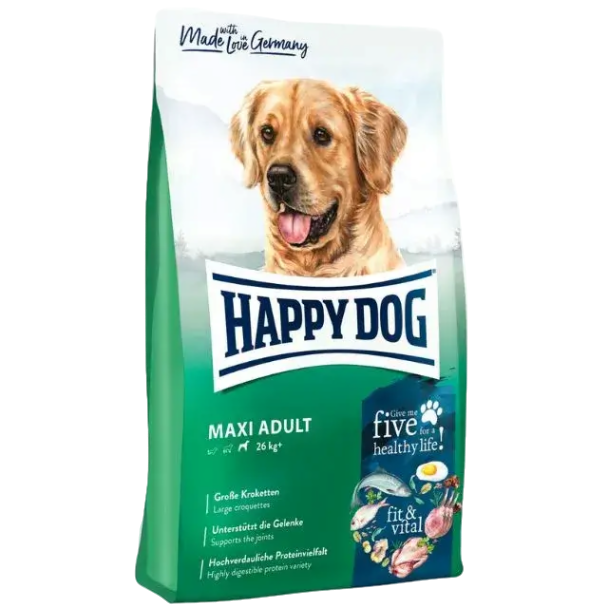 Made with Love in Germany
HAPPY DOG
MAXI ADULT
26 kg+
Give me
five for a
healthy life!
fit &
vital
Große Kroketten
Large croquettes
Unterstützt die Gelenke
Supports the joints
Hochverdauliche Proteinvielfalt
Highly digestible protein variety